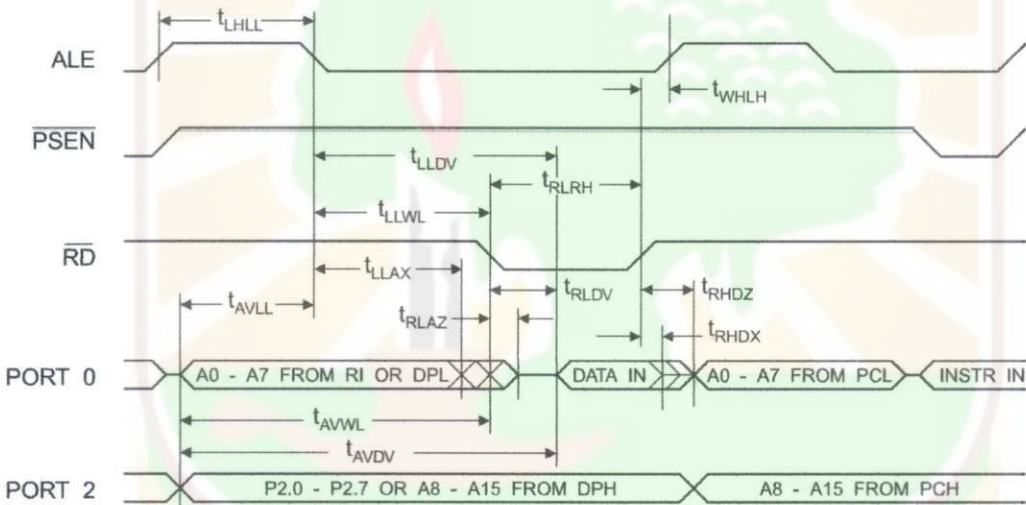 tLHLL
ALE
tWHLH
PSEN
tLLDV
tRLRH
tLLWL
RD
tLLAX
tRLDV
tRHDZ
tAVLL
tRLAZ
tRHDX
PORT 0
A0 - A7 FROM RI OR DPL
DATA IN
A0 - A7 FROM PCL
INSTR IN
tAVWL
tAVDV
PORT 2
P2.0 - P2.7 OR A8 - A15 FROM DPH
A8 - A15 FROM PCH